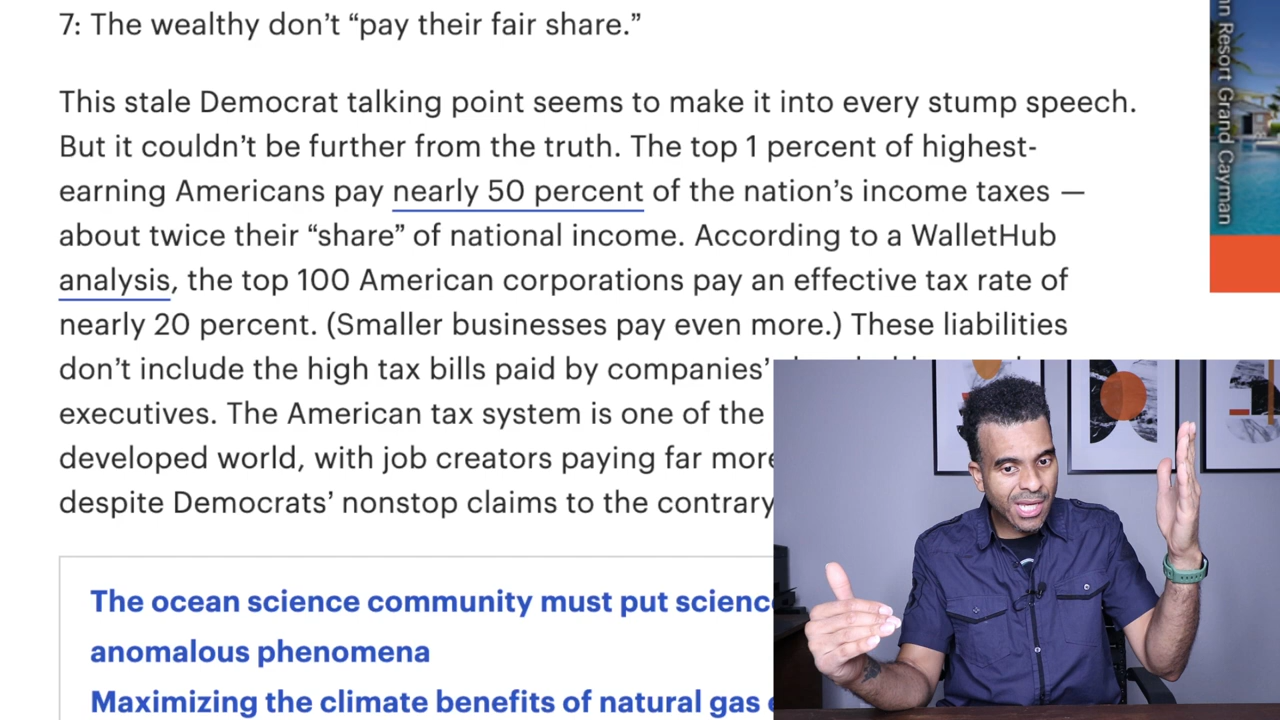 7: The wealthy don’t “pay their fair share.”
This stale Democrat talking point seems to make it into every stump speech.
But it couldn’t be further from the truth. The top 1 percent of highest-
earning Americans pay nearly 50 percent of the nation’s income taxes —
about twice their “share” of national income. According to a WalletHub
analysis, the top 100 American corporations pay an effective tax rate of
nearly 20 percent. (Smaller businesses pay even more.) These liabilities
don’t include the high tax bills paid by companies’
executives. The American tax system is one of the
developed world, with job creators paying far more
despite Democrats’ nonstop claims to the contrary
The ocean science community must put science
anomalous phenomena
Maximizing the climate benefits of natural gas
Resort Grand Cayman